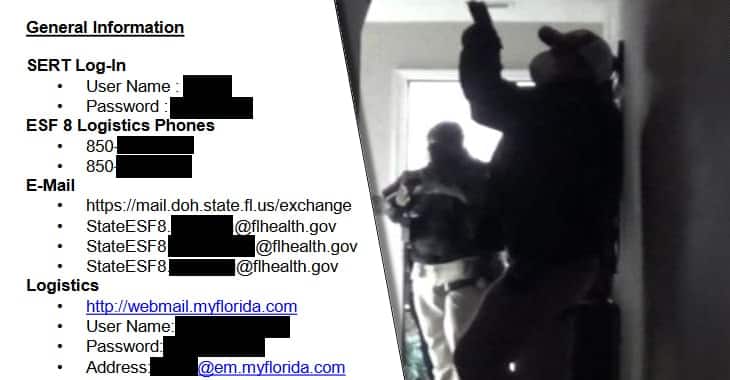 General Information
SERT Log-In
• User Name :
• Password :
ESF 8 Logistics Phones
• 850-
• 850-
E-Mail
• https://mail.doh.state.fl.us/exchange
• StateESF8.@flhealth.gov
• StateESF8@flhealth.gov
• StateESF8.@flhealth.gov
Logistics
• http://webmail.myflorida.com
• User Name:
• Password:
• Address:@em.myflorida.com